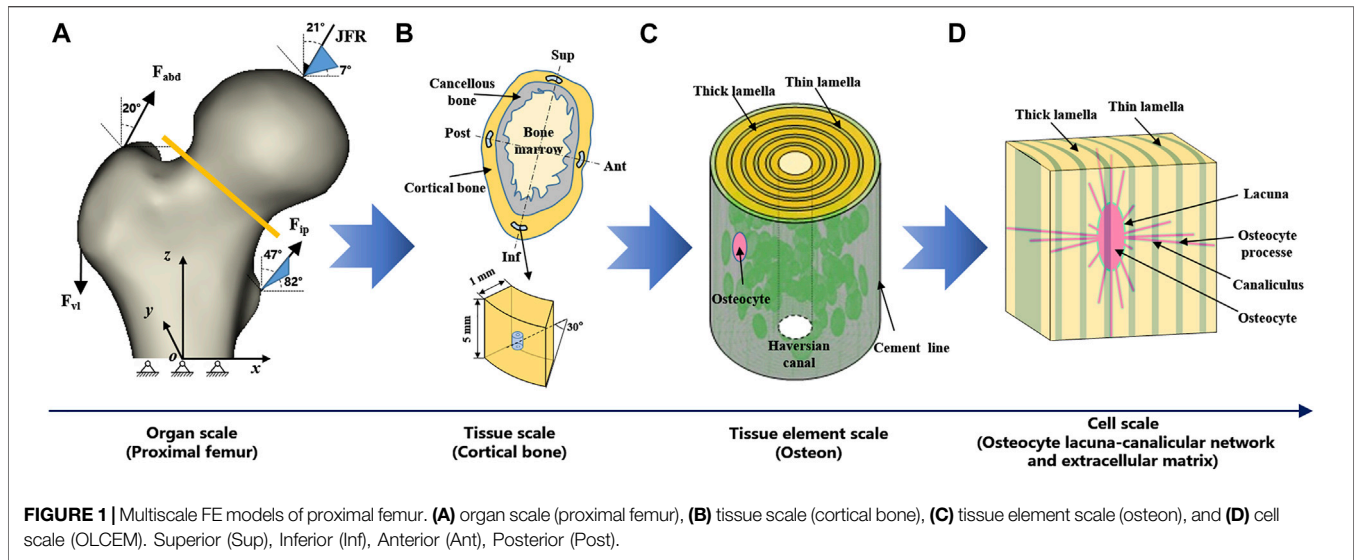 A
21°
JFR
7°
F_abd
20°
F_ip
47°
82°
F_vl
z
y
o
x
B
Sup
Cancellous
bone
Post
Bone
marrow
Ant
Cortical bone
Inf
1 mm
5 mm
30°
C
Thick lamella
Thin lamella
Osteocyte
Haversian
canal
Cement line
D
Thick lamella
Thin lamella
Lacuna
Osteocyte
processe
Canaliculus
Osteocyte
Organ scale
(Proximal femur)
Tissue scale
(Cortical bone)
Tissue element scale
(Osteon)
Cell scale
(Osteocyte lacuna-canalicular network
and extracellular matrix)
FIGURE 1 | Multiscale FE models of proximal femur. (A) organ scale (proximal femur), (B) tissue scale (cortical bone), (C) tissue element scale (osteon), and (D) cell
scale (OLCEM). Superior (Sup), Inferior (Inf), Anterior (Ant), Posterior (Post).